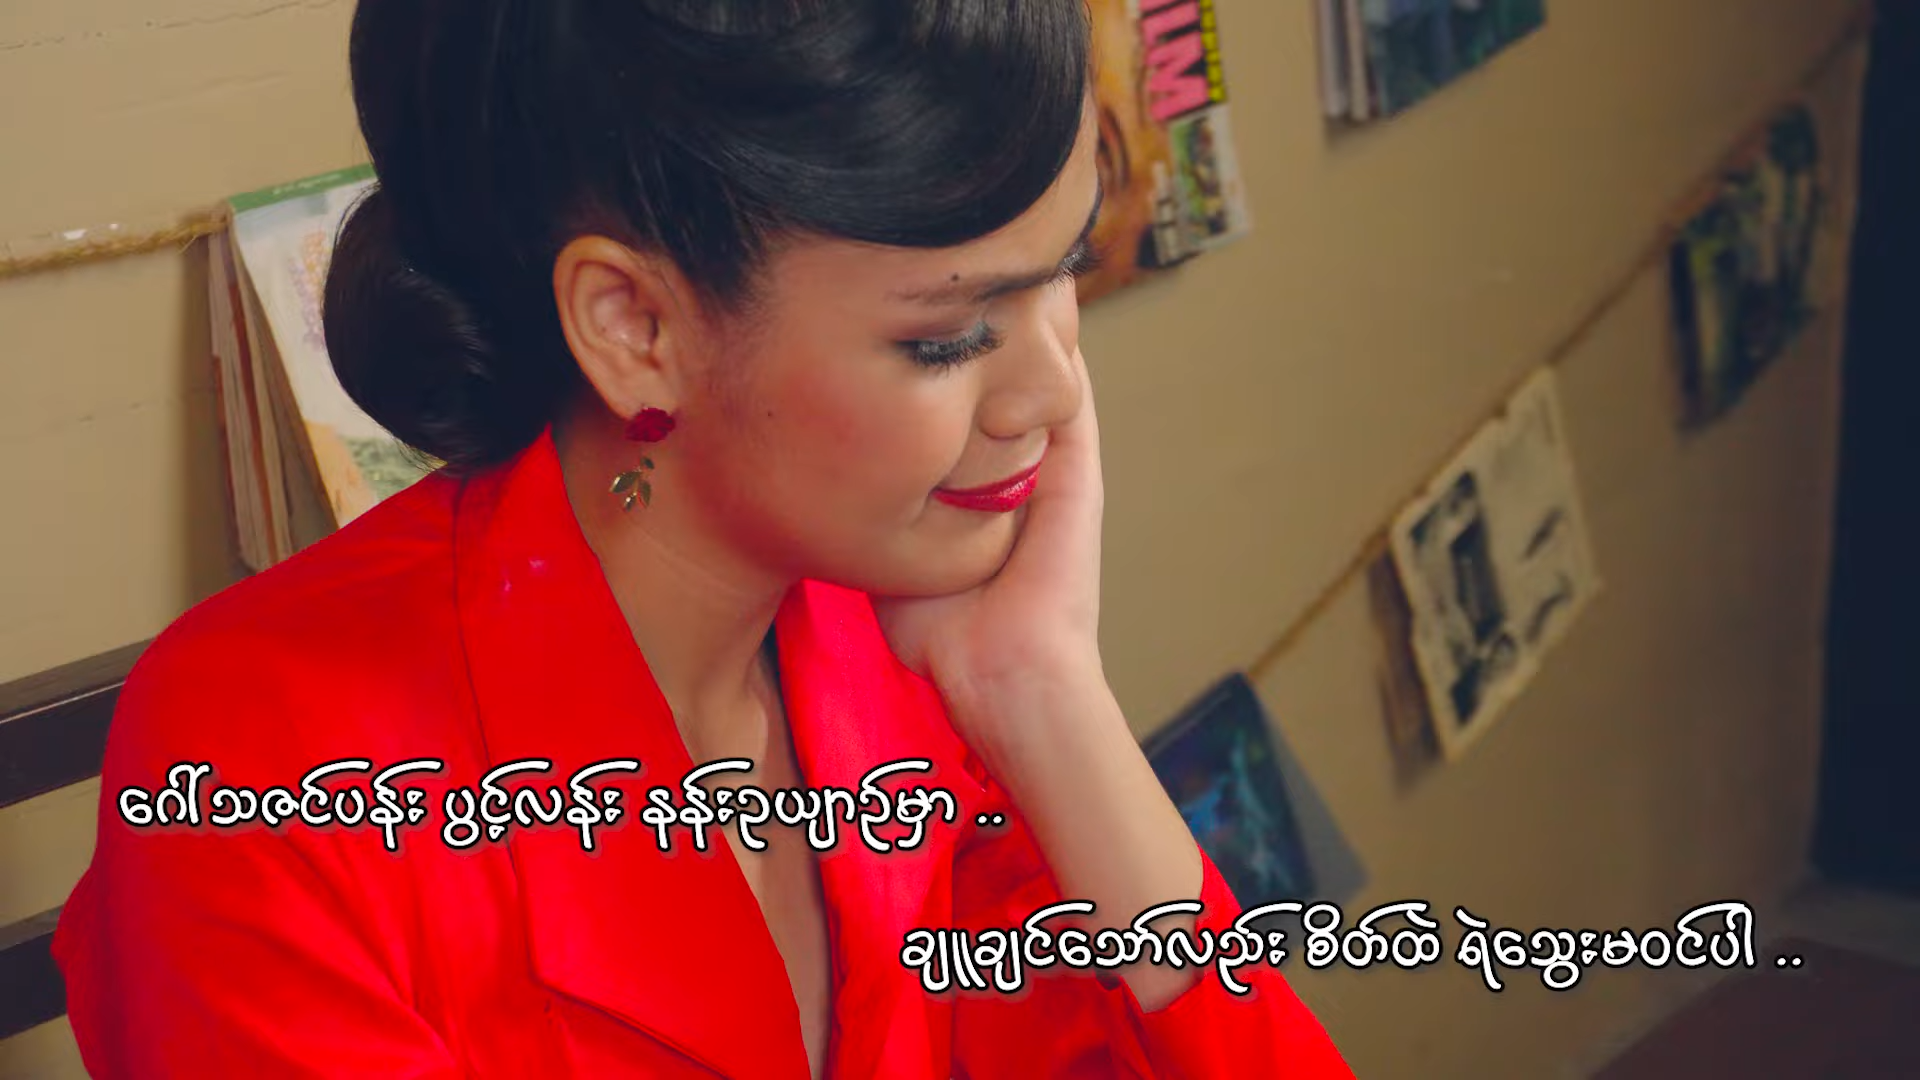 ILM
ဂေါ်သဇင်ပန်း ပွင့်လန်း နန်းဥယျာဉ်မှာ ..
ချူချင်သော်လည်း စိတ်ထဲ ရဲသွေးမဝင်ပါ ..